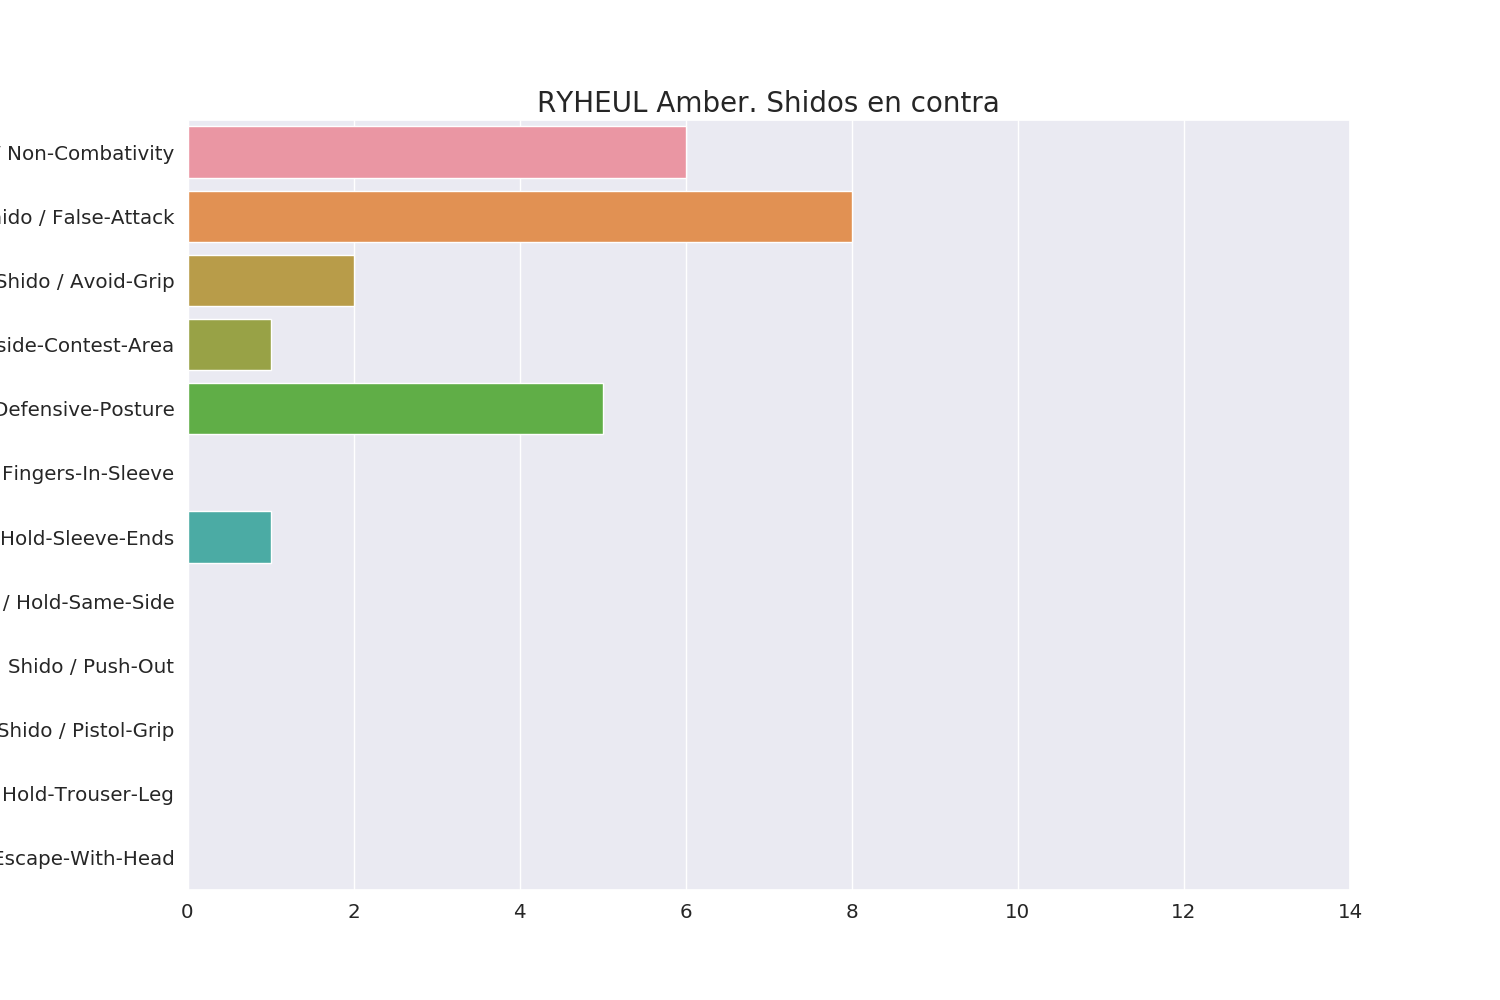 RYHEUL Amber. Shidos en contra
/ Non-Combativity
ido / False-Attack
Shido / Avoid-Grip
side-Contest-Area
Defensive-Posture
Fingers-In-Sleeve
Hold-Sleeve-Ends
/ Hold-Same-Side
Shido / Push-Out
Shido / Pistol-Grip
Hold-Trouser-Leg
Escape-With-Head
0 2 4 6 8 10 12 14